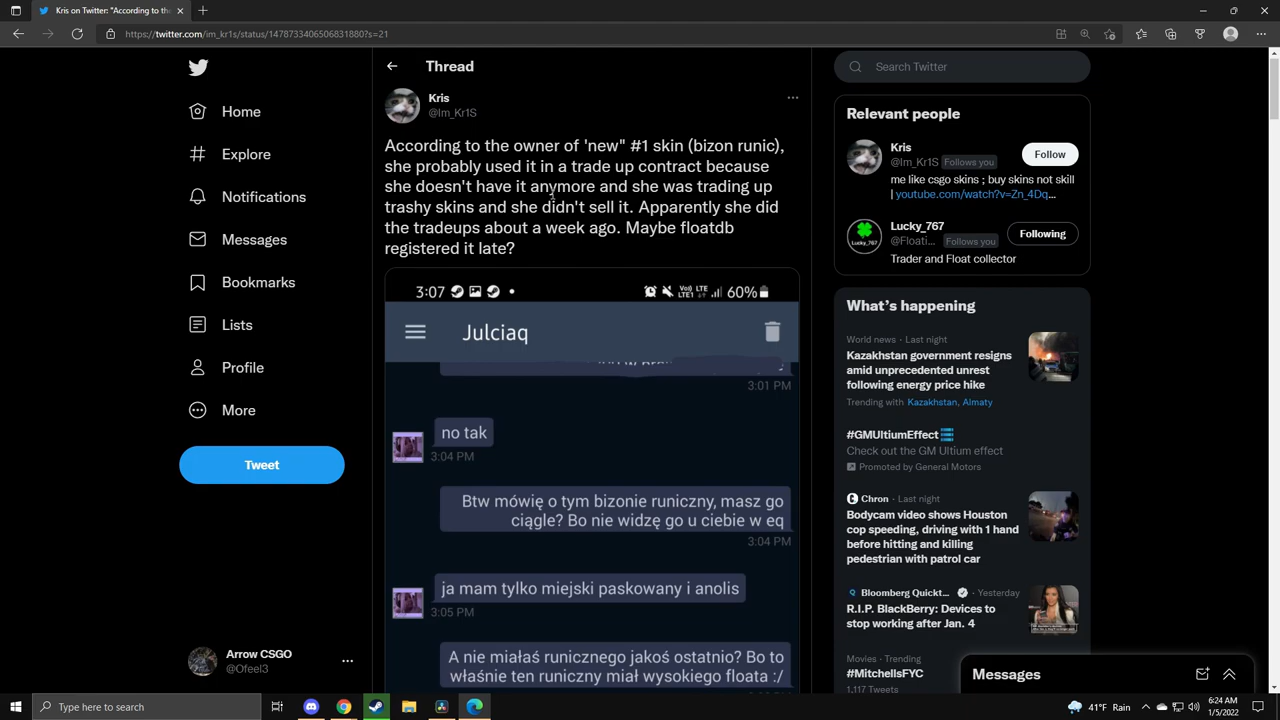 Kris on Twitter: "According to the
https://twitter.com/im_kr1s/status/1478733406506831880?s=21
Home
Explore
Notifications
Messages
Bookmarks
Lists
Profile
More
Tweet
Arrow CSGO
@Ofeel3
Thread
Kris
@Im_Kr1S
According to the owner of 'new" #1 skin (bizon runic),
she probably used it in a trade up contract because
she doesn't have it anymore and she was trading up
trashy skins and she didn't sell it. Apparently she did
the tradeups about a week ago. Maybe floatdb
registered it late?
3:07
60%
Julciaq
3:01 PM
no tak
3:04 PM
Btw mówię o tym bizonie runiczny, masz go
ciągle? Bo nie widzę go u ciebie w eq
3:04 PM
ja mam tylko miejski paskowany i anolis
3:05 PM
A nie miałaś runicznego jakoś ostatnio? Bo to
właśnie ten runiczny miał wysokiego floata :/
Search Twitter
Relevant people
Kris
@Im_Kr1S Follows you
Follow
me like csgo skins ; buy skins not skill
| youtube.com/watch?v=Zn_4Dq...
Lucky_767
@Floati... Follows you
Following
Trader and Float collector
What's happening
World news · Last night
Kazakhstan government resigns
amid unprecedented unrest
following energy price hike
Trending with Kazakhstan, Almaty
#GMUltiumEffect
Check out the GM Ultium effect
Promoted by General Motors
Chron · Last night
Bodycam video shows Houston
cop speeding, driving with 1 hand
before hitting and killing
pedestrian with patrol car
Bloomberg Quickt... · Yesterday
R.I.P. BlackBerry: Devices to
stop working after Jan. 4
Movies · Trending
#MitchellsFYC
1,117 Tweets
Messages
Type here to search
41°F Rain
6:24 AM
1/5/2022